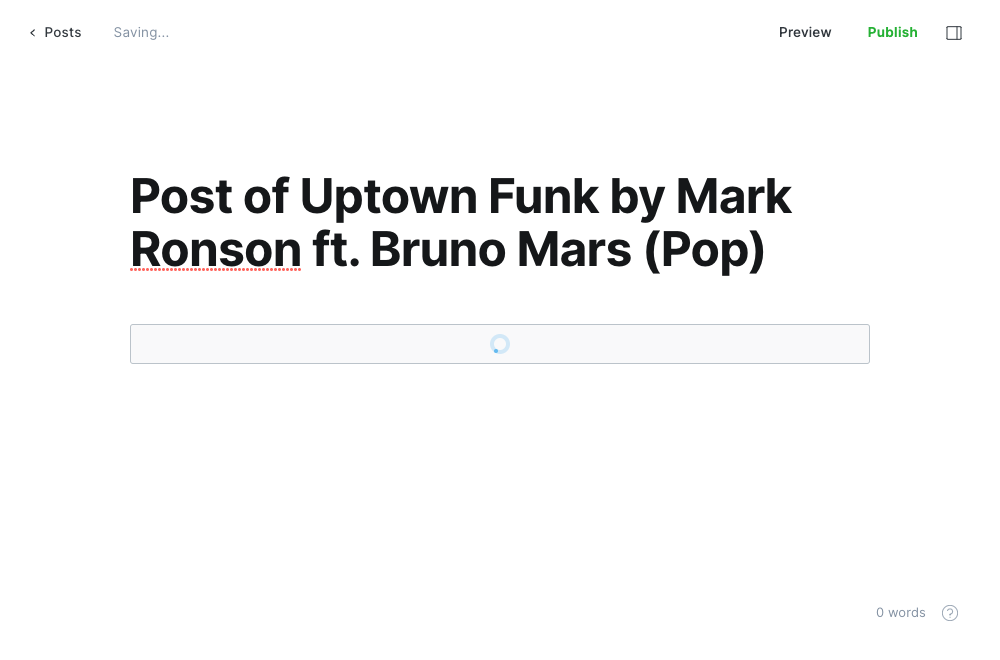 Posts
Saving...
Preview
Publish
Post of Uptown Funk by Mark
Ronson ft. Bruno Mars (Pop)
0 words
?